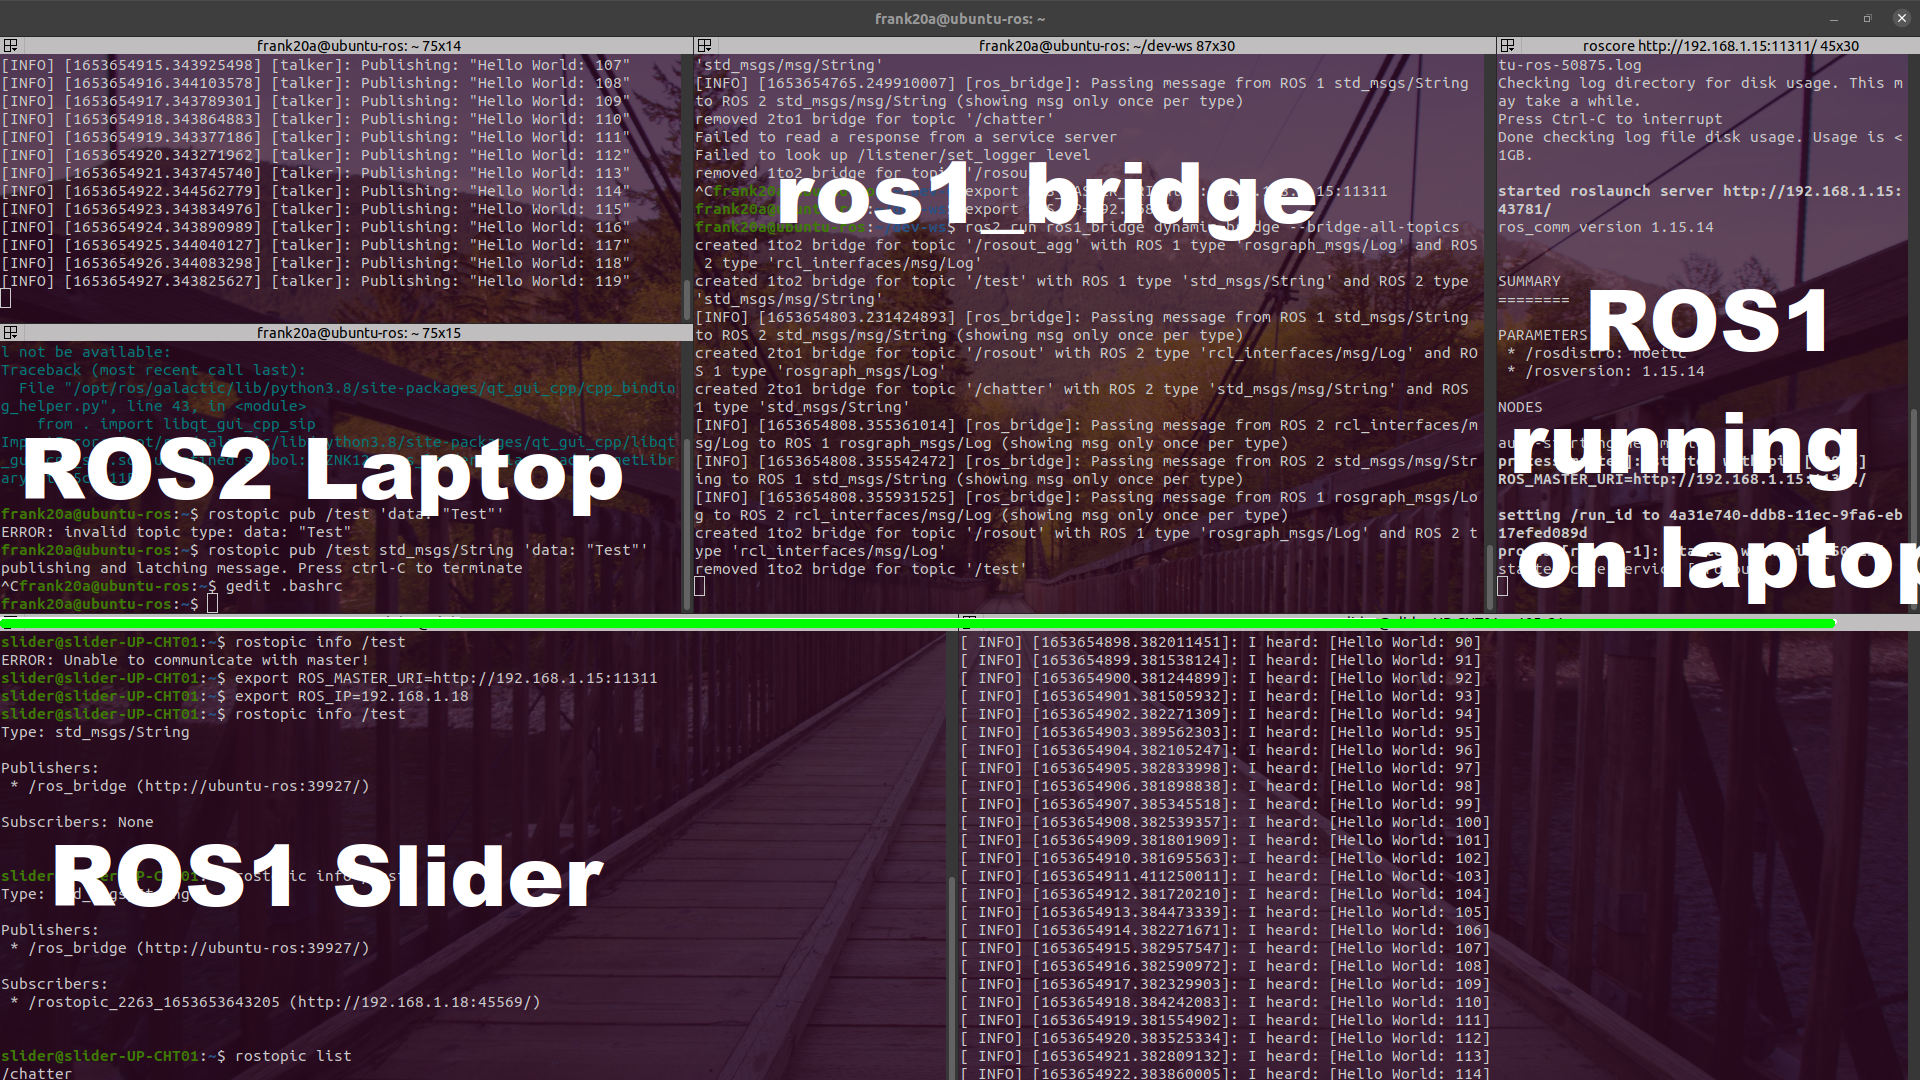 frank20a@ubuntu-ros: ~
frank20a@ubuntu-ros: ~ 75x14
[INFO] [1653654915.343925498] [talker]: Publishing: "Hello World: 107"
[INFO] [1653654916.344103578] [talker]: Publishing: "Hello World: 108"
[INFO] [1653654917.343789301] [talker]: Publishing: "Hello World: 109"
[INFO] [1653654918.343864883] [talker]: Publishing: "Hello World: 110"
[INFO] [1653654919.343377186] [talker]: Publishing: "Hello World: 111"
[INFO] [1653654920.343271962] [talker]: Publishing: "Hello World: 112"
[INFO] [1653654921.343745740] [talker]: Publishing: "Hello World: 113"
[INFO] [1653654922.344562779] [talker]: Publishing: "Hello World: 114"
[INFO] [1653654923.343834976] [talker]: Publishing: "Hello World: 115"
[INFO] [1653654924.343890989] [talker]: Publishing: "Hello World: 116"
[INFO] [1653654925.344040127] [talker]: Publishing: "Hello World: 117"
[INFO] [1653654926.344083298] [talker]: Publishing: "Hello World: 118"
[INFO] [1653654927.343825627] [talker]: Publishing: "Hello World: 119"
frank20a@ubuntu-ros: ~ 75x15
l not be available:
Traceback (most recent call last):
File "/opt/ros/galactic/lib/python3.8/site-packages/qt_gui_cpp/cpp_bindin
g_helper.py", line 43, in <module>
from . import libqt_gui_cpp_sip
ROS2 Laptop
frank20a@ubuntu-ros:~$ rostopic pub /test 'data: "Test"'
ERROR: invalid topic type: data: "Test"
frank20a@ubuntu-ros:~$ rostopic pub /test std_msgs/String 'data: "Test"'
publishing and latching message. Press ctrl-C to terminate
^Cfrank20a@ubuntu-ros:~$ gedit .bashrc
frank20a@ubuntu-ros:~$
frank20a@ubuntu-ros: ~/dev-ws 87x30
'std_msgs/msg/String'
[INFO] [1653654765.249910007] [ros_bridge]: Passing message from ROS 1 std_msgs/String
to ROS 2 std_msgs/msg/String (showing msg only once per type)
removed 2to1 bridge for topic '/chatter'
Failed to read a response from a service server
Failed to look up /listener/set_logger_level
removed 1to2 bridge for topic '/rosout'
ros1_bridge
export :11311
export
ros2 run ros1_bridge dynamic_bridge --bridge-all-topics
created 1to2 bridge for topic '/rosout_agg' with ROS 1 type 'rosgraph_msgs/Log' and ROS
2 type 'rcl_interfaces/msg/Log'
created 1to2 bridge for topic '/test' with ROS 1 type 'std_msgs/String' and ROS 2 type
'std_msgs/msg/String'
[INFO] [1653654803.231424893] [ros_bridge]: Passing message from ROS 1 std_msgs/String
to ROS 2 std_msgs/msg/String (showing msg only once per type)
created 2to1 bridge for topic '/rosout' with ROS 2 type 'rcl_interfaces/msg/Log' and RO
S 1 type 'rosgraph_msgs/Log'
created 2to1 bridge for topic '/chatter' with ROS 2 type 'std_msgs/msg/String' and ROS
1 type 'std_msgs/String'
[INFO] [1653654808.355361014] [ros_bridge]: Passing message from ROS 2 rcl_interfaces/m
sg/Log to ROS 1 rosgraph_msgs/Log (showing msg only once per type)
[INFO] [1653654808.355542472] [ros_bridge]: Passing message from ROS 2 std_msgs/msg/Str
ing to ROS 1 std_msgs/String (showing msg only once per type)
[INFO] [1653654808.355931525] [ros_bridge]: Passing message from ROS 1 rosgraph_msgs/Lo
g to ROS 2 rcl_interfaces/msg/Log (showing msg only once per type)
created 1to2 bridge for topic '/rosout' with ROS 1 type 'rosgraph_msgs/Log' and ROS 2 t
ype 'rcl_interfaces/msg/Log'
removed 1to2 bridge for topic '/test'
roscore http://192.168.1.15:11311/ 45x30
tu-ros-50875.log
Checking log directory for disk usage. This m
ay take a while.
Press Ctrl-C to interrupt
Done checking log file disk usage. Usage is <
1GB.
started roslaunch server http://192.168.1.15:
43781/
ros_comm version 1.15.14
SUMMARY
========
PARAMETERS
* /rosdistro: noetic
* /rosversion: 1.15.14
NODES
ROS1
running
on laptop
ROS_MASTER_URI=http://192.168.1.15:11311/
setting /run_id to 4a31e740-ddb8-11ec-9fa6-eb
17efed089d
slider@slider-UP-CHT01:~$ rostopic info /test
ERROR: Unable to communicate with master!
slider@slider-UP-CHT01:~$ export ROS_MASTER_URI=http://192.168.1.15:11311
slider@slider-UP-CHT01:~$ export ROS_IP=192.168.1.18
slider@slider-UP-CHT01:~$ rostopic info /test
Type: std_msgs/String
Publishers:
* /ros_bridge (http://ubuntu-ros:39927/)
Subscribers: None
ROS1 Slider
Publishers:
* /ros_bridge (http://ubuntu-ros:39927/)
Subscribers:
* /rostopic_2263_1653653643205 (http://192.168.1.18:45569/)
slider@slider-UP-CHT01:~$ rostopic list
/chatter
[ INFO] [1653654898.382011451]: I heard: [Hello World: 90]
[ INFO] [1653654899.381538124]: I heard: [Hello World: 91]
[ INFO] [1653654900.381244899]: I heard: [Hello World: 92]
[ INFO] [1653654901.381505932]: I heard: [Hello World: 93]
[ INFO] [1653654902.382271309]: I heard: [Hello World: 94]
[ INFO] [1653654903.389562303]: I heard: [Hello World: 95]
[ INFO] [1653654904.382105247]: I heard: [Hello World: 96]
[ INFO] [1653654905.382833998]: I heard: [Hello World: 97]
[ INFO] [1653654906.381898838]: I heard: [Hello World: 98]
[ INFO] [1653654907.385345518]: I heard: [Hello World: 99]
[ INFO] [1653654908.382539357]: I heard: [Hello World: 100]
[ INFO] [1653654909.381801909]: I heard: [Hello World: 101]
[ INFO] [1653654910.381695563]: I heard: [Hello World: 102]
[ INFO] [1653654911.411250011]: I heard: [Hello World: 103]
[ INFO] [1653654912.381720210]: I heard: [Hello World: 104]
[ INFO] [1653654913.384473339]: I heard: [Hello World: 105]
[ INFO] [1653654914.382271671]: I heard: [Hello World: 106]
[ INFO] [1653654915.382957547]: I heard: [Hello World: 107]
[ INFO] [1653654916.382590972]: I heard: [Hello World: 108]
[ INFO] [1653654917.382329903]: I heard: [Hello World: 109]
[ INFO] [1653654918.384242083]: I heard: [Hello World: 110]
[ INFO] [1653654919.381554902]: I heard: [Hello World: 111]
[ INFO] [1653654920.383525334]: I heard: [Hello World: 112]
[ INFO] [1653654921.382809132]: I heard: [Hello World: 113]
[ INFO] [1653654922.383860005]: I heard: [Hello World: 114]